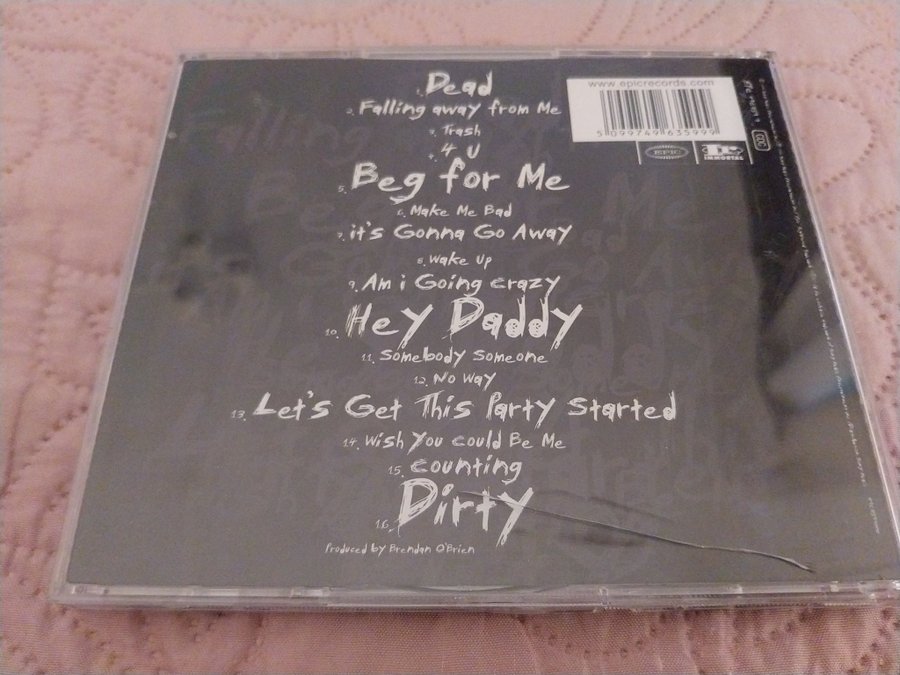 1. Dead
2. Falling away from Me
3. Trash
4. 4 U
5. Beg for Me
6. Make Me Bad
7. it's Gonna Go Away
8. Wake Up
9. Am i Going crazy
10. Hey Daddy
11. Somebody Someone
12. No Way
13. Let's Get This Party Started
14. Wish You could Be Me
15. counting
16. Dirty
Produced by Brendan O'Brien
www.epicrecords.com
5 099749 635999
EPIC
IMMORTAL